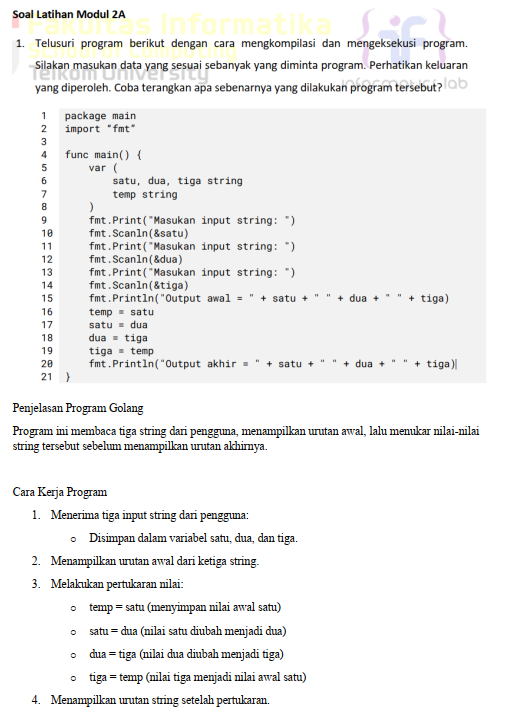 Soal Latihan Modul 2A
Fakultas Informatika
1. Telusuri program berikut dengan cara mengkompilasi dan mengeksekusi program.
Silakan masukan data yang sesuai sebanyak yang diminta program. Perhatikan keluaran
Telkom University
yang diperoleh. Coba terangkan apa sebenarnya yang dilakukan program tersebut?
lab
1 package main
2 import "fmt"
3
4 func main() {
5 var (
6 satu, dua, tiga string
7 temp string
8 )
9 fmt.Print("Masukan input string: ")
10 fmt.Scanln(&satu)
11 fmt.Print("Masukan input string: ")
12 fmt.Scanln(&dua)
13 fmt.Print("Masukan input string: ")
14 fmt.Scanln(&tiga)
15 fmt.Println("Output awal = " + satu + " " + dua + " " + tiga)
16 temp = satu
17 satu = dua
18 dua = tiga
19 tiga = temp
20 fmt.Println("Output akhir = " + satu + " " + dua + " " + tiga)
21 }
Penjelasan Program Golang
Program ini membaca tiga string dari pengguna, menampilkan urutan awal, lalu menukar nilai-nilai
string tersebut sebelum menampilkan urutan akhirnya.
Cara Kerja Program
1. Menerima tiga input string dari pengguna:
o Disimpan dalam variabel satu, dua, dan tiga.
2. Menampilkan urutan awal dari ketiga string.
3. Melakukan pertukaran nilai:
o temp = satu (menyimpan nilai awal satu)
o satu = dua (nilai satu diubah menjadi dua)
o dua = tiga (nilai dua diubah menjadi tiga)
o tiga = temp (nilai tiga menjadi nilai awal satu)
4. Menampilkan urutan string setelah pertukaran.